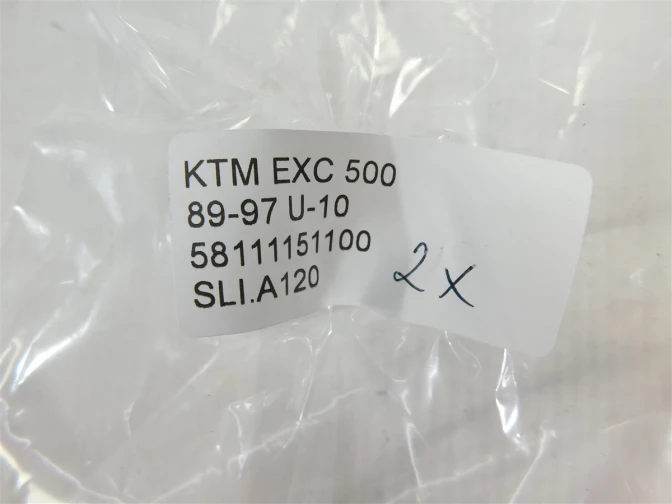 KTM EXC 500
89-97 U-10
58111151100
SLI.A120
2x